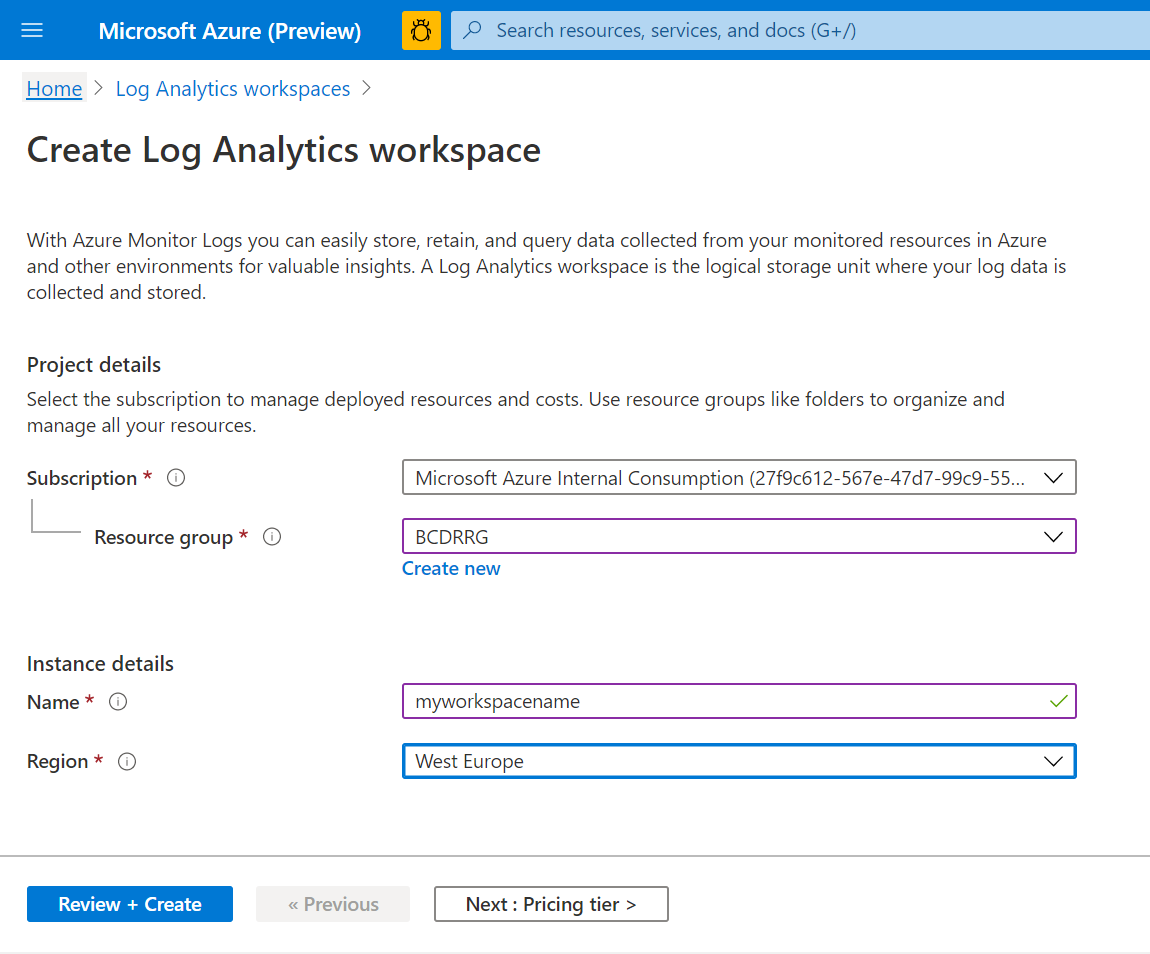 Microsoft Azure (Preview)
Search resources, services, and docs (G+/)
Home > Log Analytics workspaces >
Create Log Analytics workspace
With Azure Monitor Logs you can easily store, retain, and query data collected from your monitored resources in Azure
and other environments for valuable insights. A Log Analytics workspace is the logical storage unit where your log data is
collected and stored.
Project details
Select the subscription to manage deployed resources and costs. Use resource groups like folders to organize and
manage all your resources.
Subscription * Microsoft Azure Internal Consumption (27f9c612-567e-47d7-99c9-55...
Resource group * BCDRRG
Create new
Instance details
Name * myworkspacename
Region * West Europe
Review + Create « Previous Next : Pricing tier >